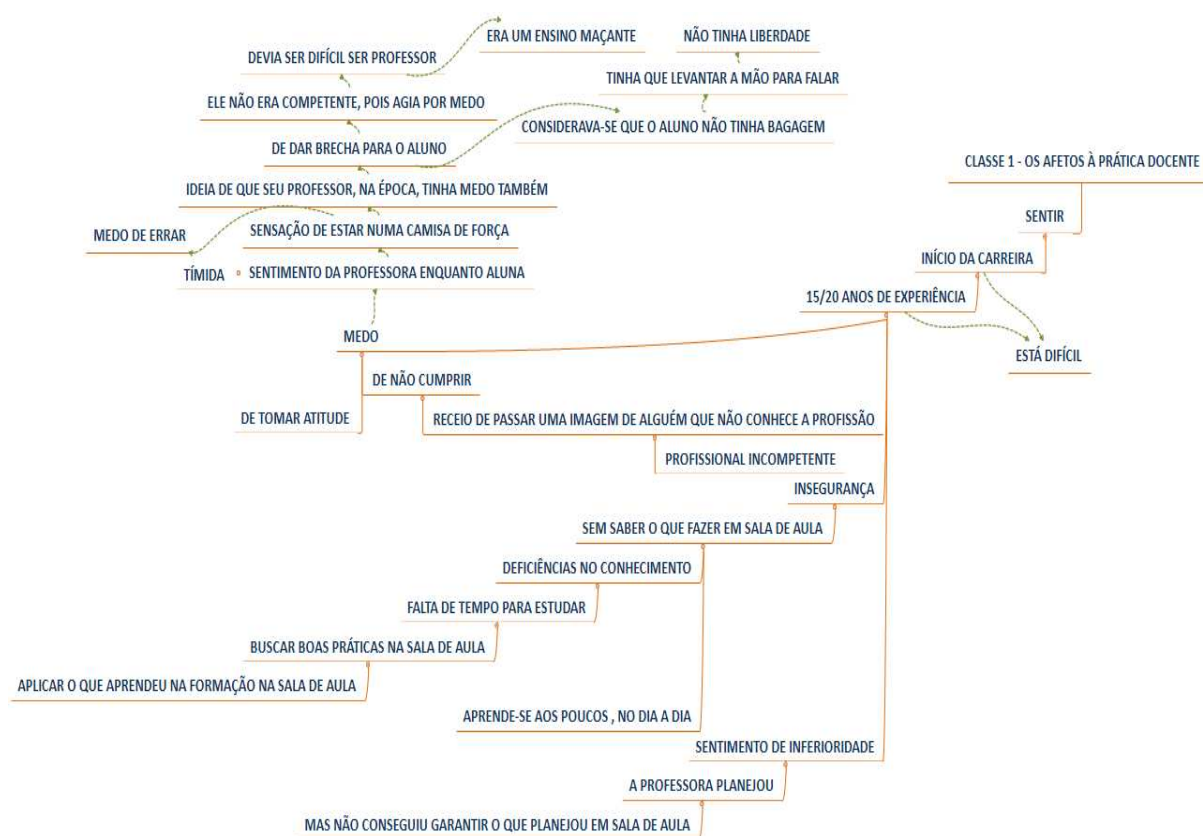 ERA UM ENSINO MAÇANTE
NÃO TINHA LIBERDADE
DEVIA SER DIFÍCIL SER PROFESSOR
TINHA QUE LEVANTAR A MÃO PARA FALAR
ELE NÃO ERA COMPETENTE, POIS AGIA POR MEDO
CONSIDERAVA-SE QUE O ALUNO NÃO TINHA BAGAGEM
DE DAR BRECHA PARA O ALUNO
CLASSE 1 - OS AFETOS À PRÁTICA DOCENTE
IDEIA DE QUE SEU PROFESSOR, NA ÉPOCA, TINHA MEDO TAMBÉM
SENTIR
MEDO DE ERRAR
SENSAÇÃO DE ESTAR NUMA CAMISA DE FORÇA
INÍCIO DA CARREIRA
TÍMIDA
SENTIMENTO DA PROFESSORA ENQUANTO ALUNA
15/20 ANOS DE EXPERIÊNCIA
MEDO
ESTÁ DIFÍCIL
DE NÃO CUMPRIR
DE TOMAR ATITUDE
RECEIO DE PASSAR UMA IMAGEM DE ALGUÉM QUE NÃO CONHECE A PROFISSÃO
PROFISSIONAL INCOMPETENTE
INSEGURANÇA
SEM SABER O QUE FAZER EM SALA DE AULA
DEFICIÊNCIAS NO CONHECIMENTO
FALTA DE TEMPO PARA ESTUDAR
BUSCAR BOAS PRÁTICAS NA SALA DE AULA
APLICAR O QUE APRENDEU NA FORMAÇÃO NA SALA DE AULA
APRENDE-SE AOS POUCOS , NO DIA A DIA
SENTIMENTO DE INFERIORIDADE
A PROFESSORA PLANEJOU
MAS NÃO CONSEGUIU GARANTIR O QUE PLANEJOU EM SALA DE AULA